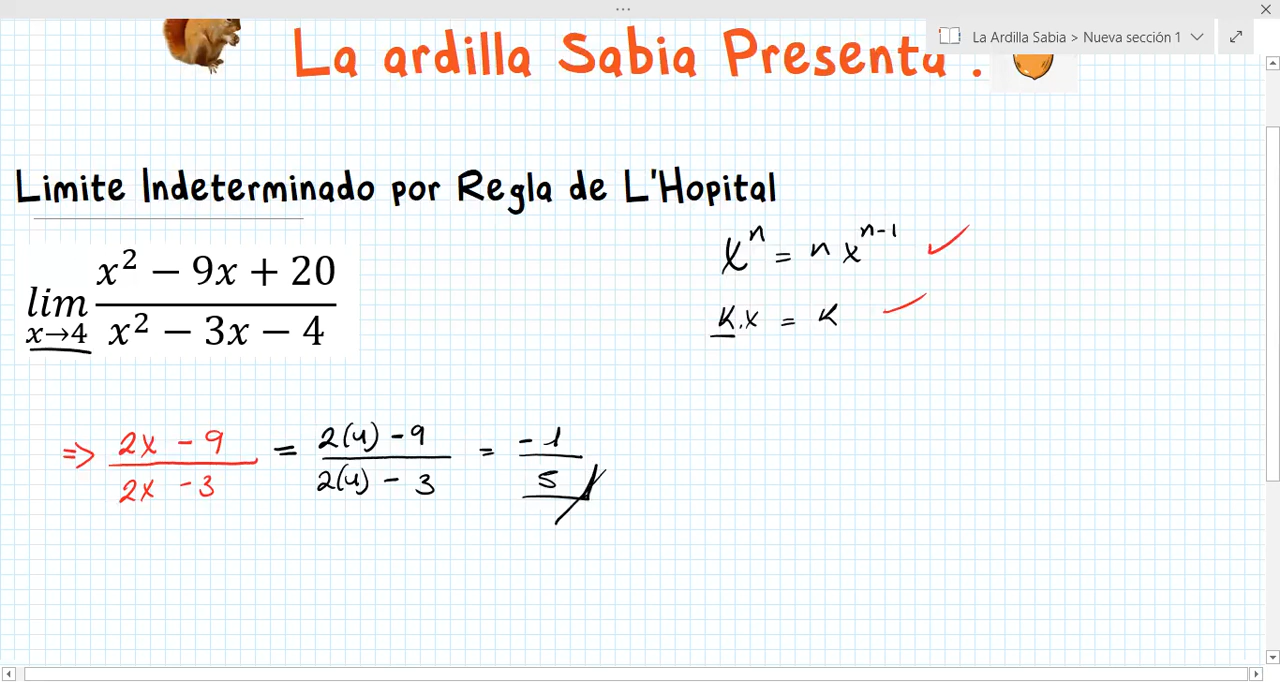 La Ardilla Sabia > Nueva sección 1
La ardilla Sabia Presenta :
Limite Indeterminado por Regla de L'Hopital
lim x→4 (x² − 9x + 20) / (x² − 3x − 4)
xⁿ = n xⁿ⁻¹ ✓
K.x = K ✓
=> (2x − 9) / (2x − 3) = (2(4) − 9) / (2(4) − 3) = −1 / 5